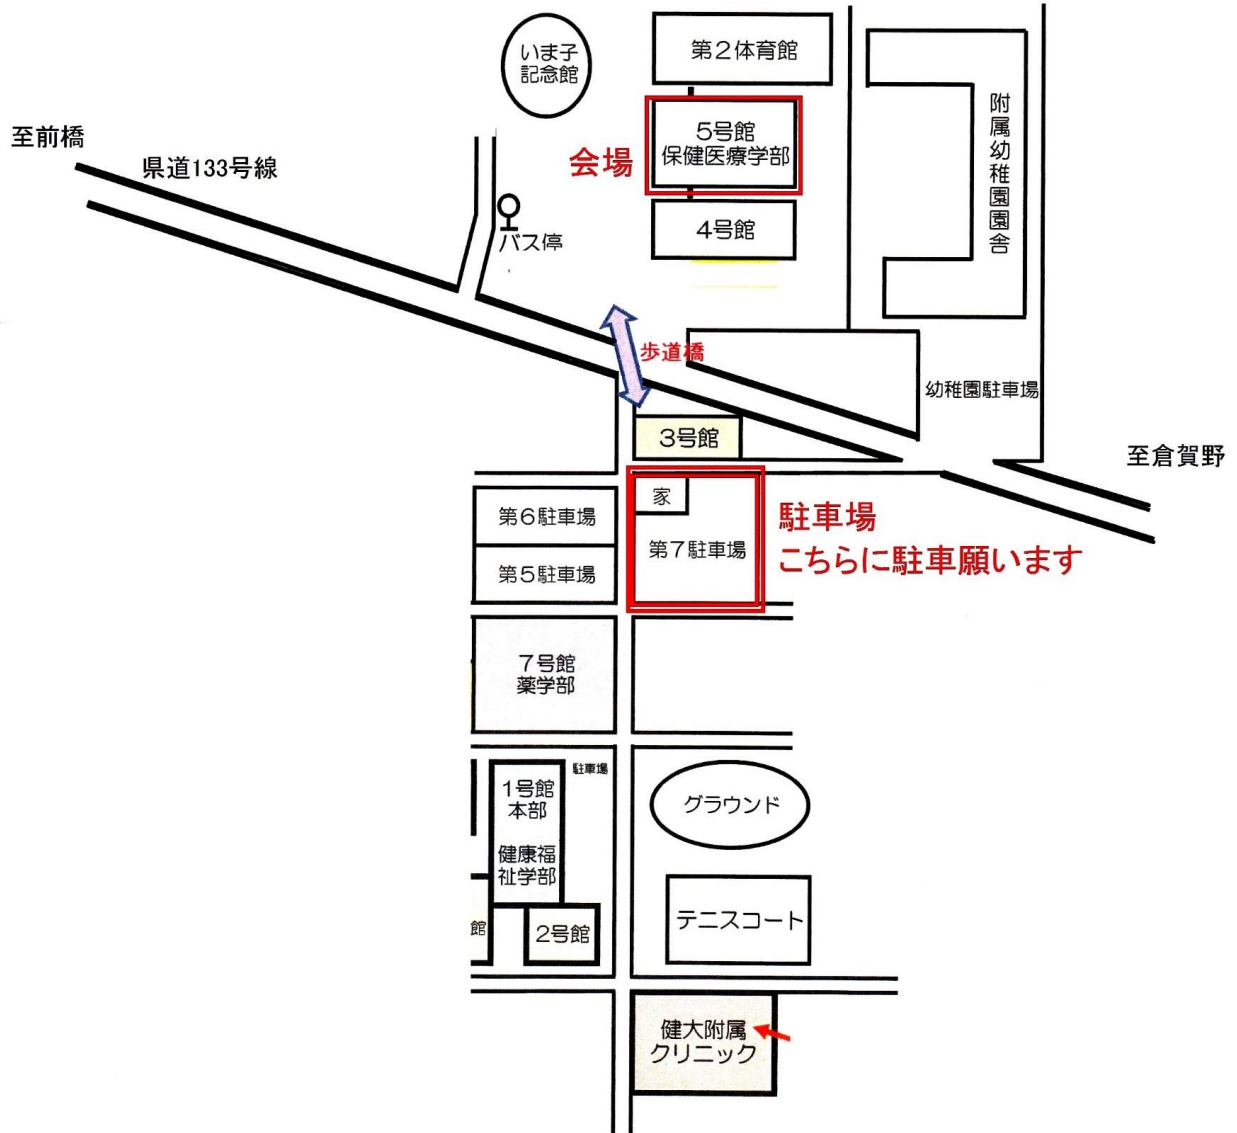 いま子
記念館
第2体育館
至前橋
県道133号線
会場
5号館
保健医療学部
附属幼稚園園舎
バス停
4号館
歩道橋
幼稚園駐車場
3号館
至倉賀野
家
第6駐車場
第7駐車場
駐車場
こちらに駐車願います
第5駐車場
7号館
薬学部
駐車場
1号館
本部
健康福
祉学部
グラウンド
館
2号館
テニスコート
健大附属
クリニック